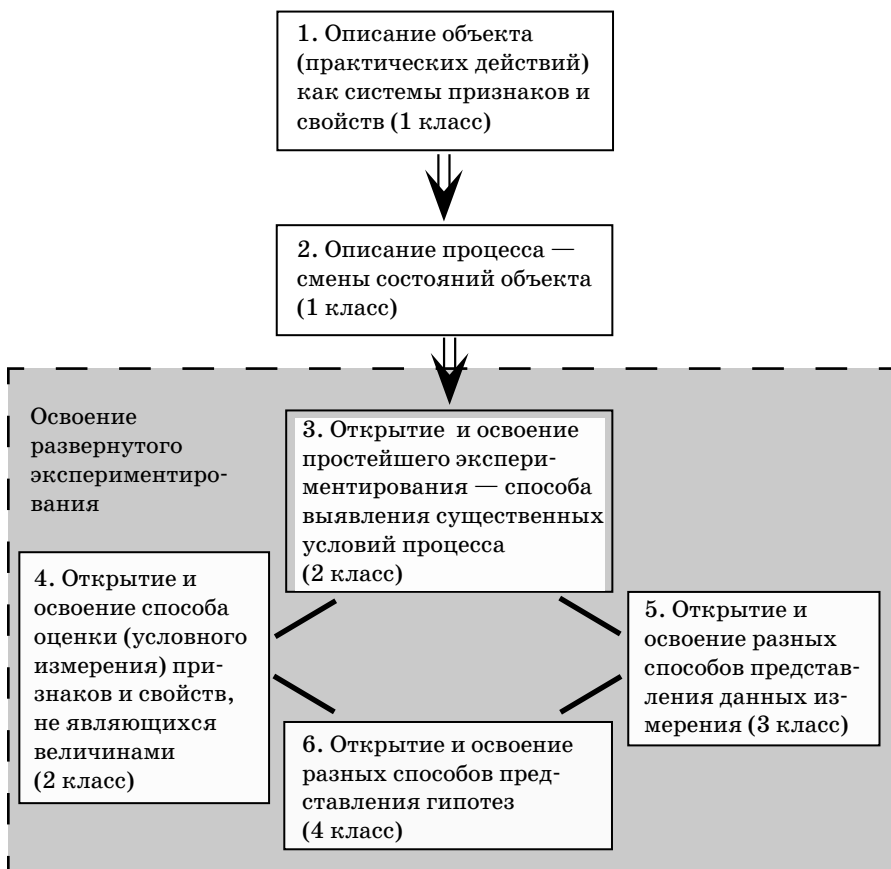 1. Описание объекта
(практических действий)
как системы признаков и
свойств (1 класс)
2. Описание процесса —
смены состояний объекта
(1 класс)
Освоение
развернутого
экспериментиро-
вания
3. Открытие и освоение
простейшего экспери-
ментирования — способа
выявления существенных
условий процесса
(2 класс)
4. Открытие и
освоение способа
оценки (условного
измерения) при-
знаков и свойств,
не являющихся
величинами
(2 класс)
5. Открытие и
освоение разных
способов представ-
ления данных из-
мерения (3 класс)
6. Открытие и освоение
разных способов пред-
ставления гипотез
(4 класс)